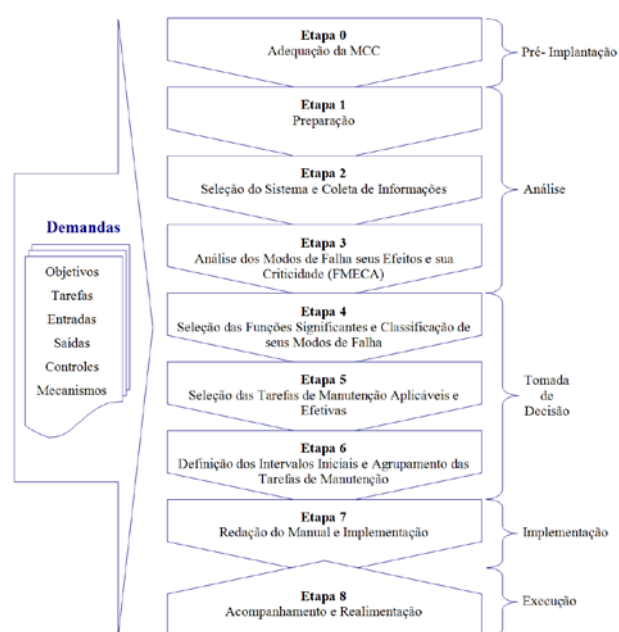 Demandas
Objetivos
Tarefas
Entradas
Saidas
Controles
Mecanismos
Etapa 0
Adequação da MCC
Etapa 1
Preparação
Etapa 2
Seleção do Sistema e Coleta de Informações
Etapa 3
Análise dos Modos de Falha seus Efeitos e sua
Criticidade (FMECA)
Etapa 4
Seleção das Funções Significantes e Classificação de
seus Modos de Falha
Etapa 5
Seleção das Tarefas de Manutenção Aplicáveis e
Efetivas
Etapa 6
Definição dos Intervalos Iniciais e Agrupamento das
Tarefas de Manutenção
Etapa 7
Redação do Manual e Implementação
Etapa 8
Acompanhamento e Realimentação
Pré- Implantação
Análise
Tomada
de
Decisão
Implementação
Execução